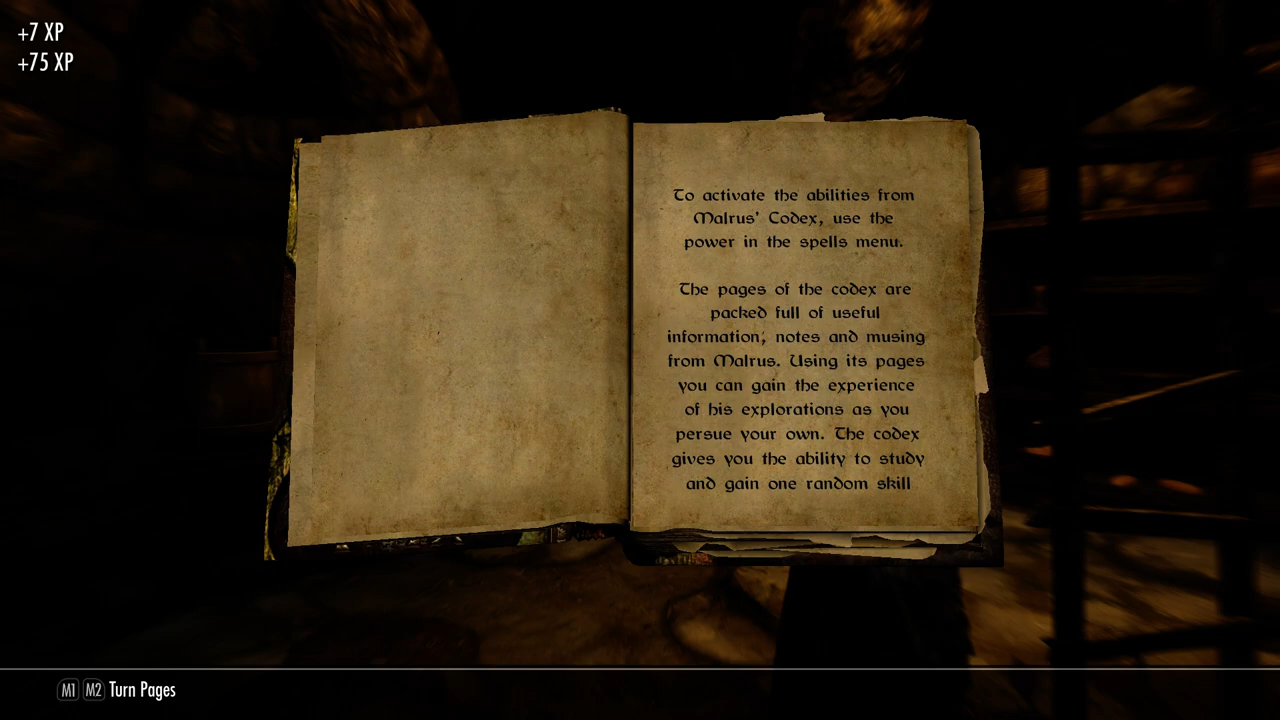 +7 XP
+75 XP
To activate the abilities from
Malrus' Codex, use the
power in the spells menu.
The pages of the codex are
packed full of useful
information, notes and musing
from Malrus. Using its pages
you can gain the experience
of his explorations as you
persue your own. The codex
gives you the ability to study
and gain one random skill
M1 M2 Turn Pages